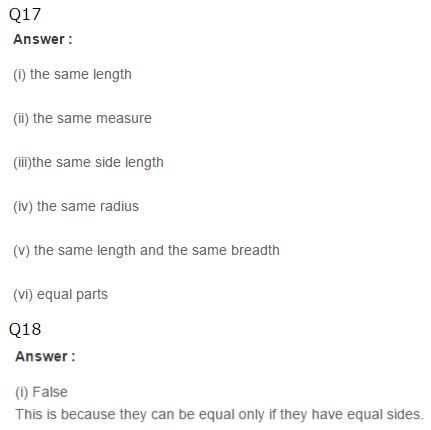 Q17
Answer :
(i) the same length
(ii) the same measure
(iii)the same side length
(iv) the same radius
(v) the same length and the same breadth
(vi) equal parts
Q18
Answer :
(i) False
This is because they can be equal only if they have equal sides.